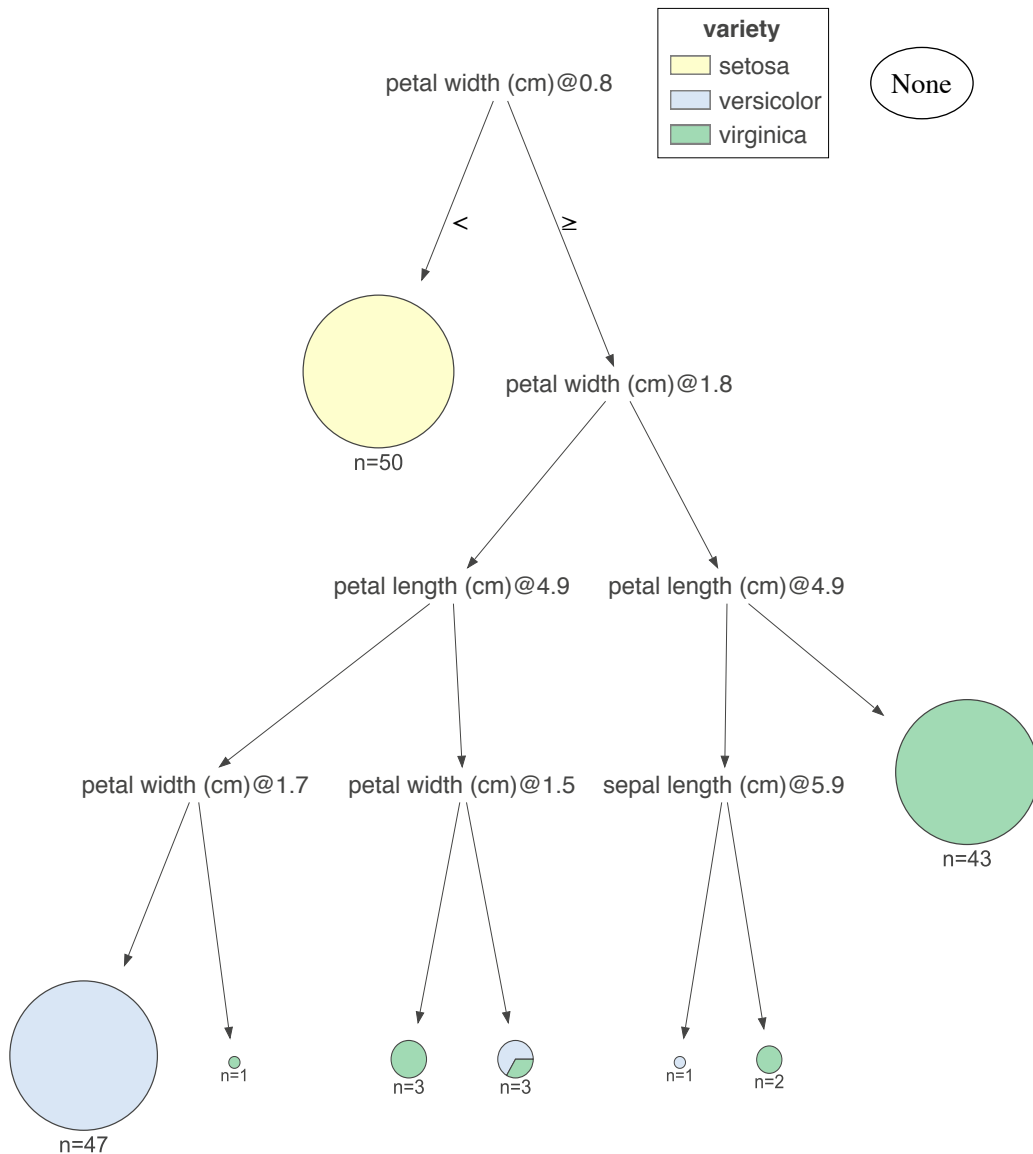 variety
setosa
versicolor
virginica
None
petal width (cm)@0.8
<
≥
n=50
petal width (cm)@1.8
petal length (cm)@4.9
petal length (cm)@4.9
petal width (cm)@1.7
petal width (cm)@1.5
sepal length (cm)@5.9
n=43
n=47
n=1
n=3
n=3
n=1
n=2